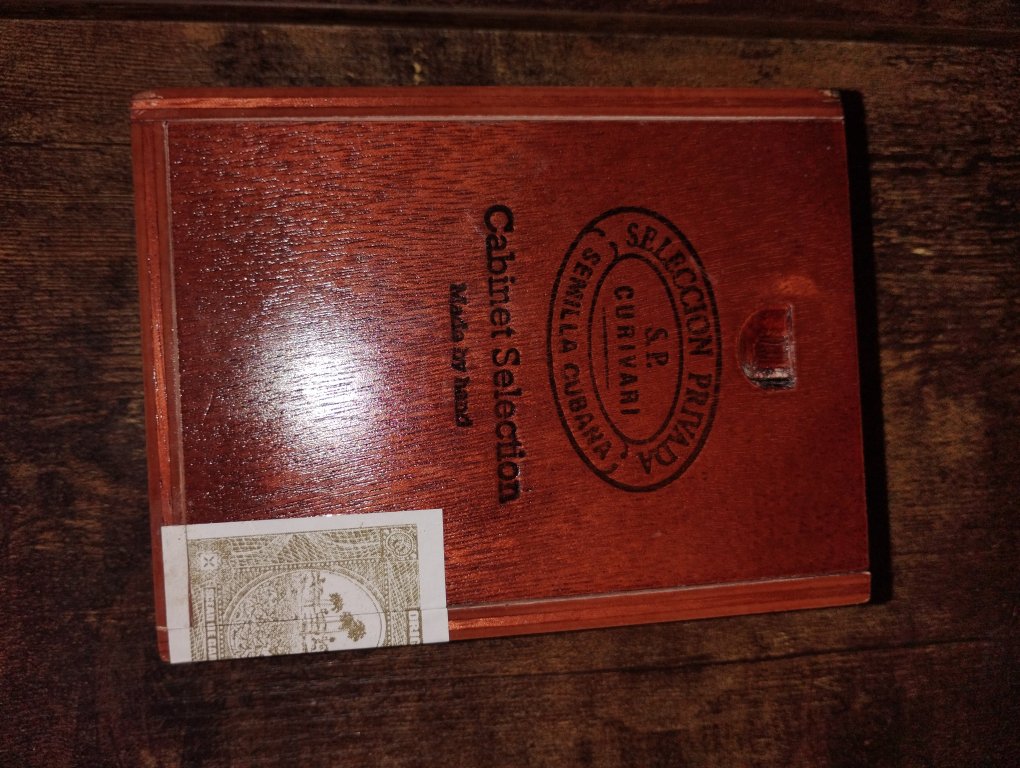 SELECCION PRIVADA
S.P.
CURIVARI
SEMILLA CUBANA
Cabinet Selection
Made by hand